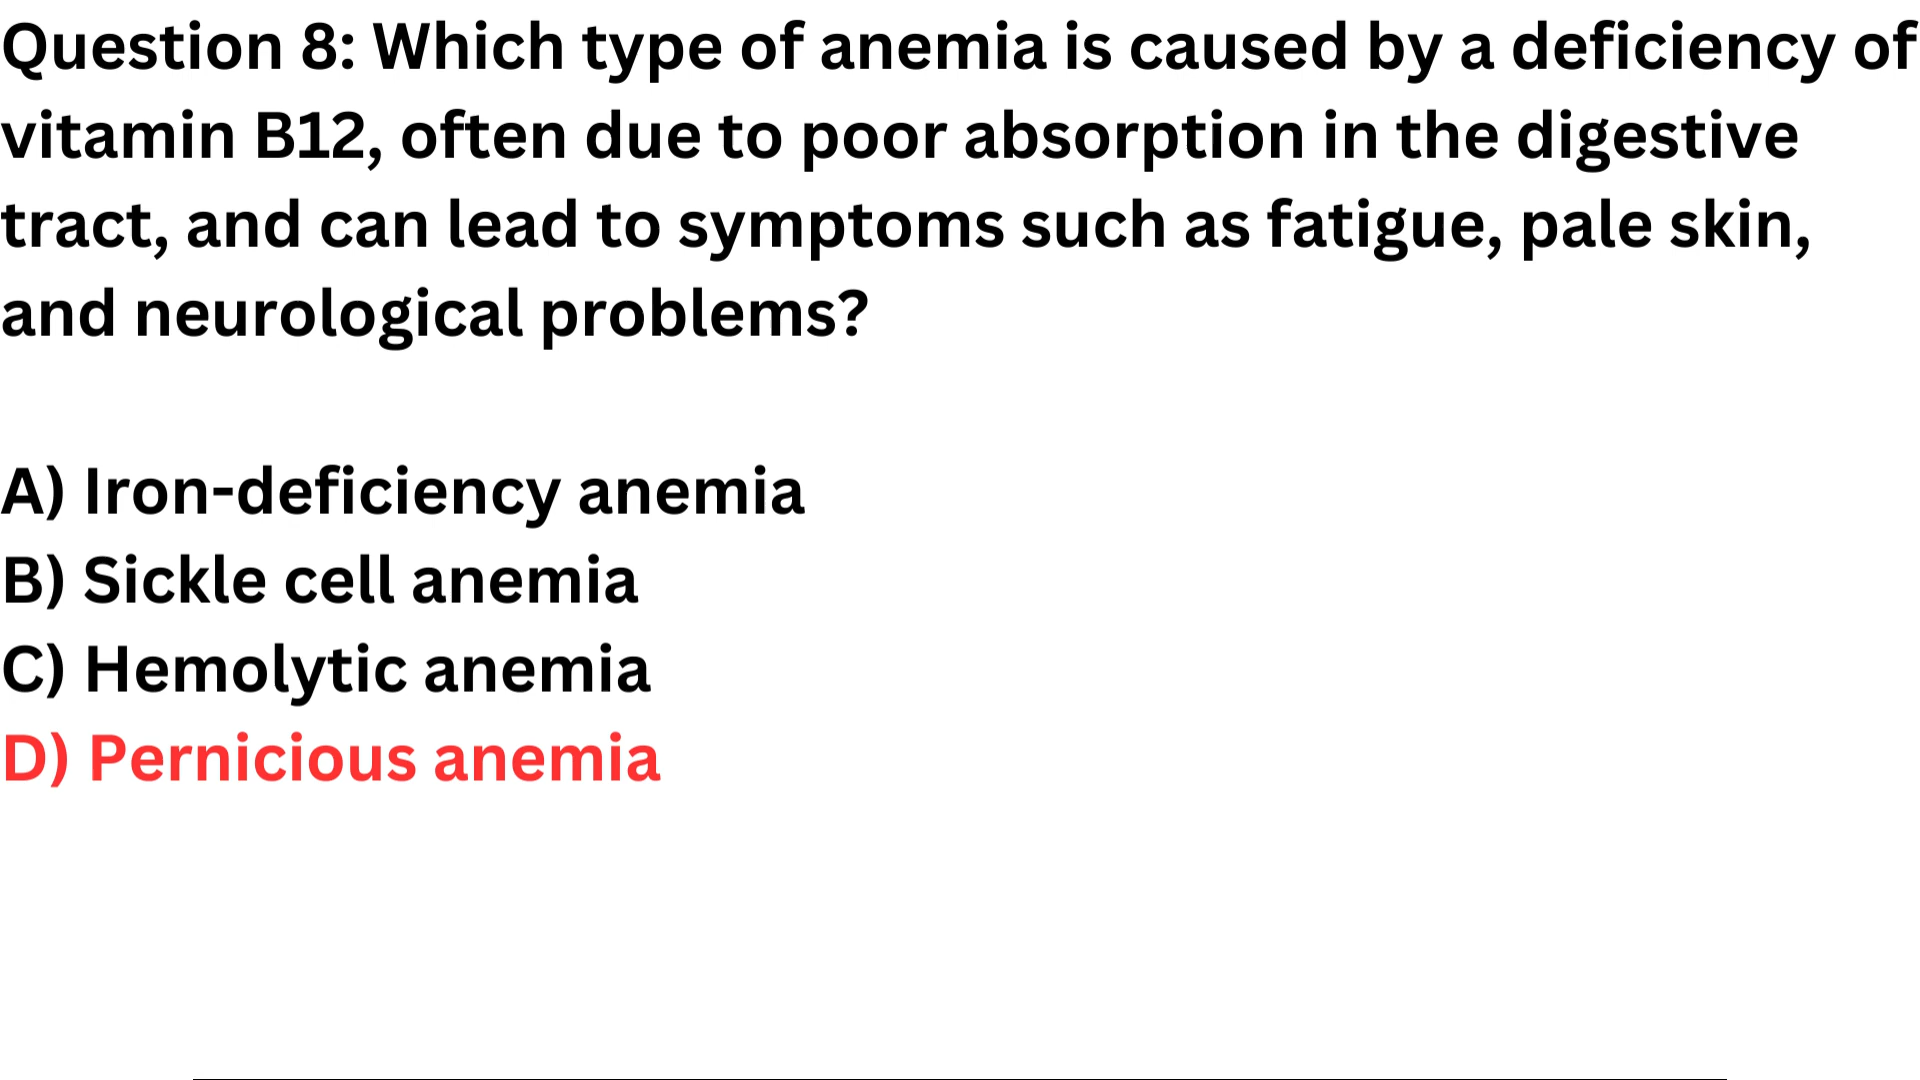 Question 8: Which type of anemia is caused by a deficiency of
vitamin B12, often due to poor absorption in the digestive
tract, and can lead to symptoms such as fatigue, pale skin,
and neurological problems?
A) Iron-deficiency anemia
B) Sickle cell anemia
C) Hemolytic anemia
D) Pernicious anemia